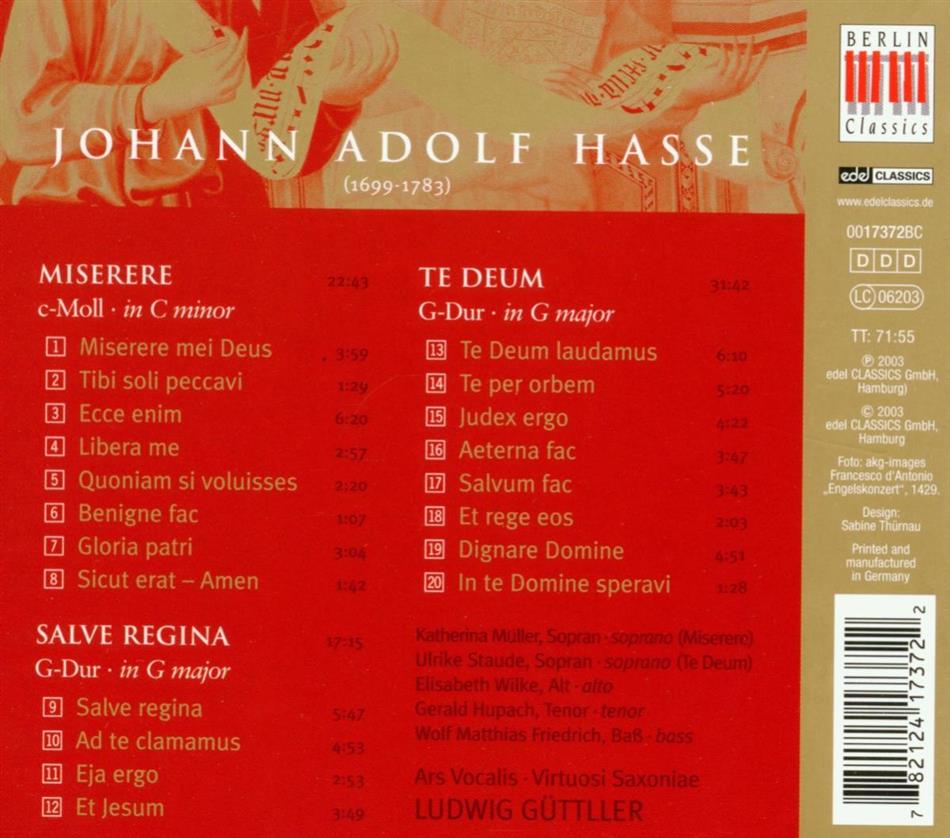 JOHANN ADOLF HASSE
(1699-1783)
MISERERE 22:43
c-Moll · in C minor
1 Miserere mei Deus 3:59
2 Tibi soli peccavi 1:29
3 Ecce enim 6:20
4 Libera me 2:57
5 Quoniam si voluisses 2:20
6 Benigne fac 1:07
7 Gloria patri 3:04
8 Sicut erat – Amen 1:42
SALVE REGINA 17:15
G-Dur · in G major
9 Salve regina 5:47
10 Ad te clamamus 4:53
11 Eja ergo 2:53
12 Et Jesum 3:49
TE DEUM 31:42
G-Dur · in G major
13 Te Deum laudamus 6:10
14 Te per orbem 5:20
15 Judex ergo 4:22
16 Aeterna fac 3:47
17 Salvum fac 3:43
18 Et rege eos 2:03
19 Dignare Domine 4:51
20 In te Domine speravi 1:28
Katherina Müller, Sopran · soprano (Miserere)
Ulrike Staude, Sopran · soprano (Te Deum)
Elisabeth Wilke, Alt · alto
Gerald Hupach, Tenor · tenor
Wolf Matthias Friedrich, Baß · bass
Ars Vocalis · Virtuosi Saxoniae
LUDWIG GÜTTLLER
BERLIN
Classics
edel CLASSICS
www.edelclassics.de
0017372BC
D D D
LC 06203
TT: 71:55
℗ 2003
edel CLASSICS GmbH,
Hamburg)
© 2003
edel CLASSICS GmbH,
Hamburg
Foto: akg-images
Francesco d'Antonio
„Engelskonzert", 1429.
Design:
Sabine Thürnau
Printed and
manufactured
in Germany
7 82124 17372 2